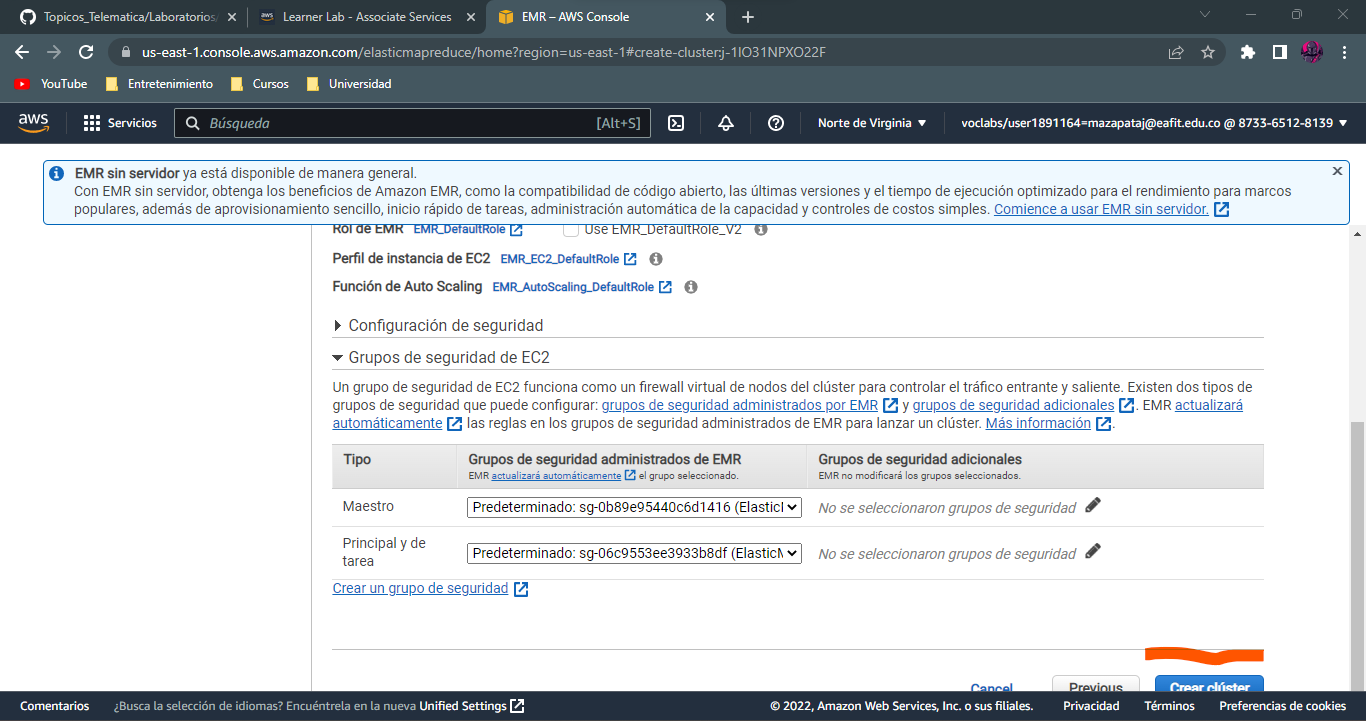 Topicos_Telematica/Laboratorios/
Learner Lab - Associate Services
EMR – AWS Console
us-east-1.console.aws.amazon.com/elasticmapreduce/home?region=us-east-1#create-cluster:j-1IO31NPXO22F
YouTube
Entretenimiento
Cursos
Universidad
aws
Servicios
Búsqueda
[Alt+S]
Norte de Virginia
voclabs/user1891164=mazapataj@eafit.edu.co @ 8733-6512-8139
EMR sin servidor ya está disponible de manera general.
Con EMR sin servidor, obtenga los beneficios de Amazon EMR, como la compatibilidad de código abierto, las últimas versiones y el tiempo de ejecución optimizado para el rendimiento para marcos
populares, además de aprovisionamiento sencillo, inicio rápido de tareas, administración automática de la capacidad y controles de costos simples. Comience a usar EMR sin servidor.
Rol de EMR EMR_DefaultRole Use EMR_DefaultRole_V2
Perfil de instancia de EC2 EMR_EC2_DefaultRole
Función de Auto Scaling EMR_AutoScaling_DefaultRole
Configuración de seguridad
Grupos de seguridad de EC2
Un grupo de seguridad de EC2 funciona como un firewall virtual de nodos del clúster para controlar el tráfico entrante y saliente. Existen dos tipos de
grupos de seguridad que puede configurar: grupos de seguridad administrados por EMR y grupos de seguridad adicionales. EMR actualizará
automáticamente las reglas en los grupos de seguridad administrados de EMR para lanzar un clúster. Más información.
Tipo Grupos de seguridad administrados de EMR Grupos de seguridad adicionales
EMR actualizará automáticamente el grupo seleccionado. EMR no modificará los grupos seleccionados.
Maestro Predeterminado: sg-0b89e95440c6d1416 (Elastic No se seleccionaron grupos de seguridad
Principal y de
tarea Predeterminado: sg-06c9553ee3933b8df (Elastic No se seleccionaron grupos de seguridad
Crear un grupo de seguridad
Cancel Previous Crear clúster
Comentarios ¿Busca la selección de idiomas? Encuéntrela en la nueva Unified Settings © 2022, Amazon Web Services, Inc. o sus filiales. Privacidad Términos Preferencias de cookies